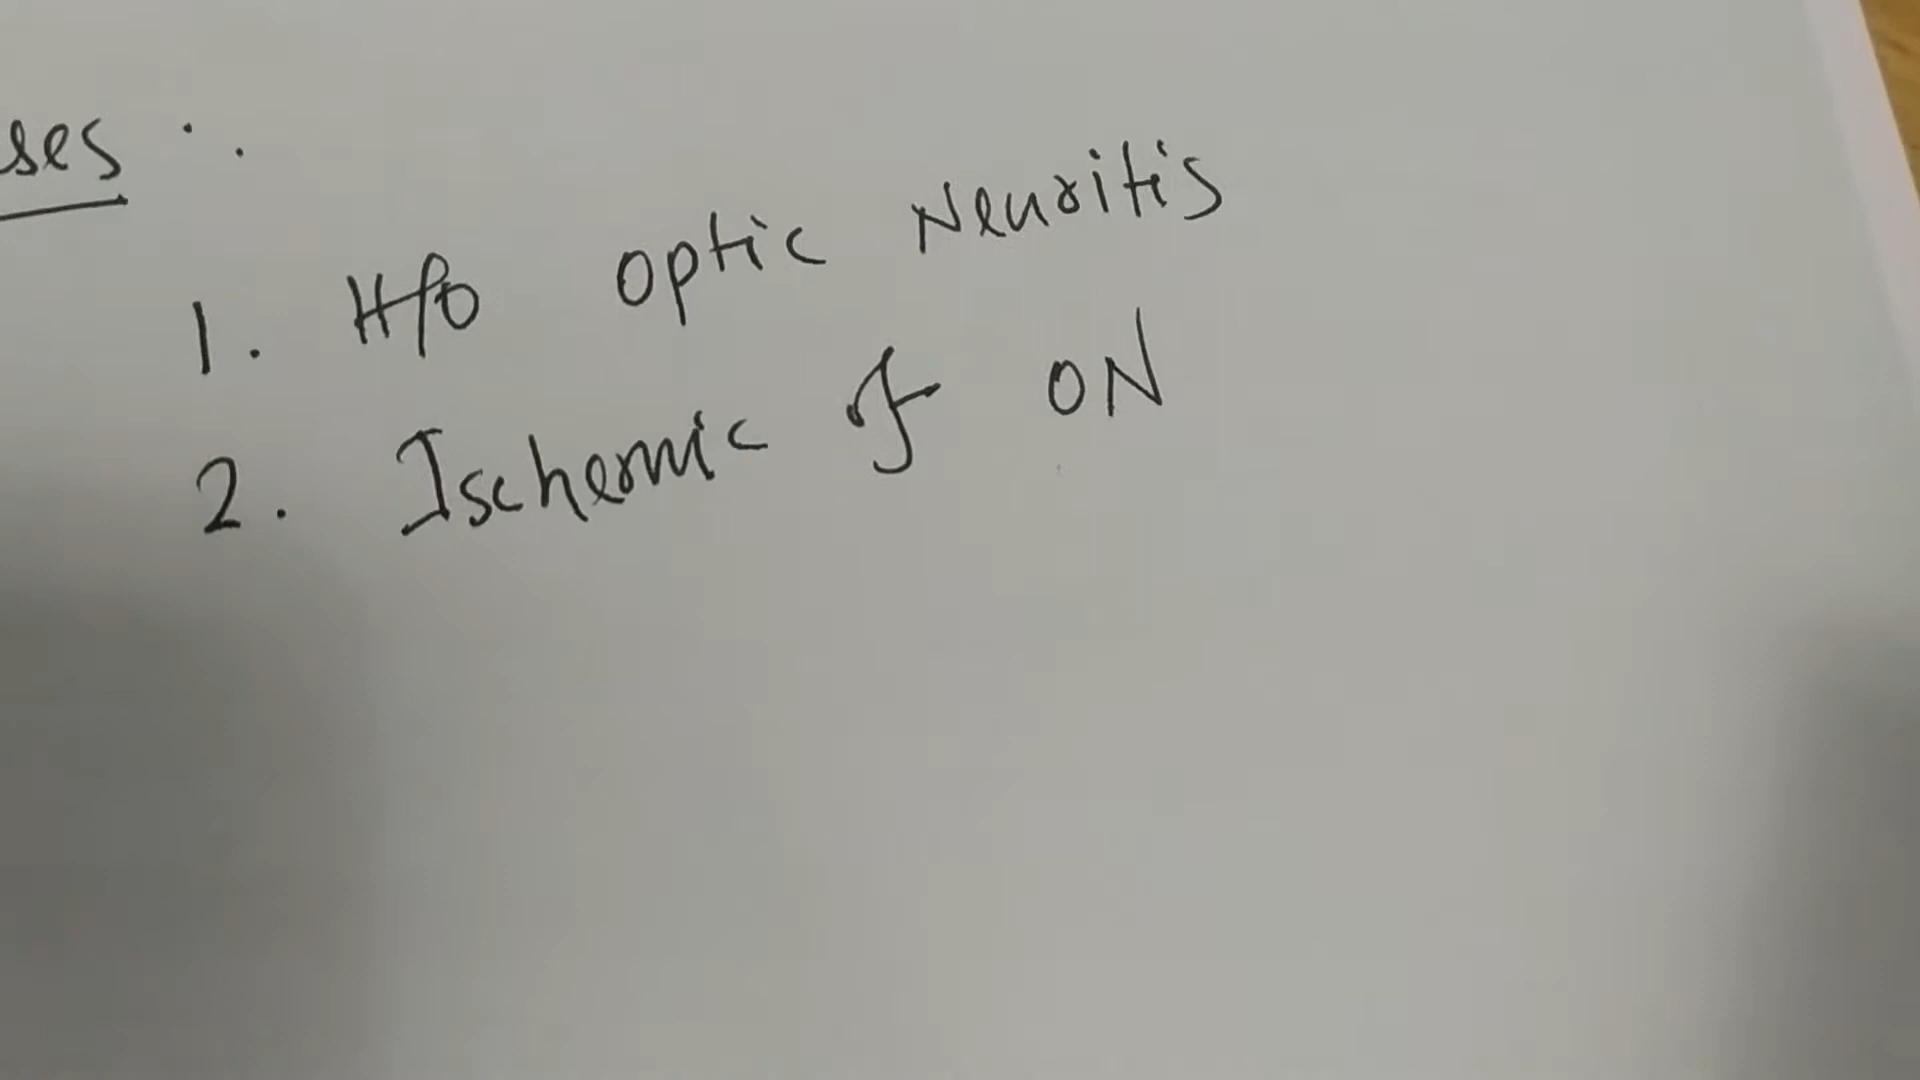 ses :
1. H/o optic Neuritis
2. Ischemic of ON